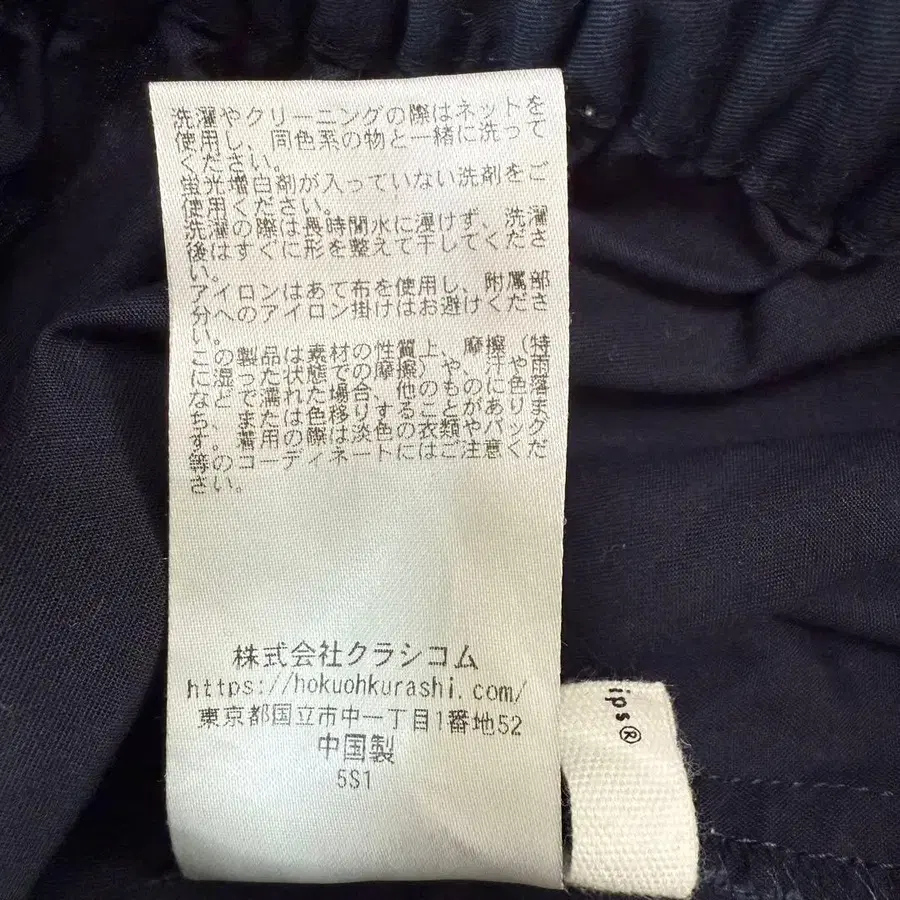 洗濯やクリーニングの際はネットを
使用し、同色系の物と一緒に洗って
ください。
蛍光増白剤が入っていない洗剤をご
使用ください。
洗濯の際は長時間水に浸けず、洗濯
後はすぐに形を整えて干してくださ
い。
アイロンはあて布を使用し、附属部
分へのアイロン掛けはお避けくださ
い。
この製品は素材の性質上、摩擦(特
に湿った状態での摩擦)や、汗や雨
などで濡れた場合、他のものに色落
ち、または色移りすることがありま
す。着用の際は淡色の衣類やバッグ
等のコーディネートにはご注意くだ
さい。
株式会社クラシコム
https://hokuohkurashi.com/
東京都国立市中一丁目1番地52
中国製
5S1
ips®